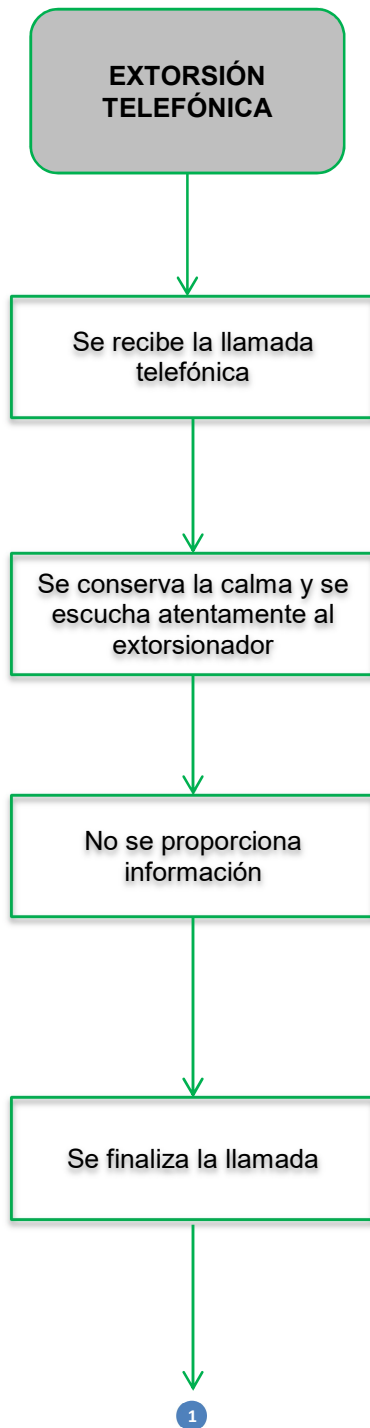 EXTORSIÓN
TELEFÓNICA
Se recibe la llamada
telefónica
Se conserva la calma y se
escucha atentamente al
extorsionador
No se proporciona
información
Se finaliza la llamada
1